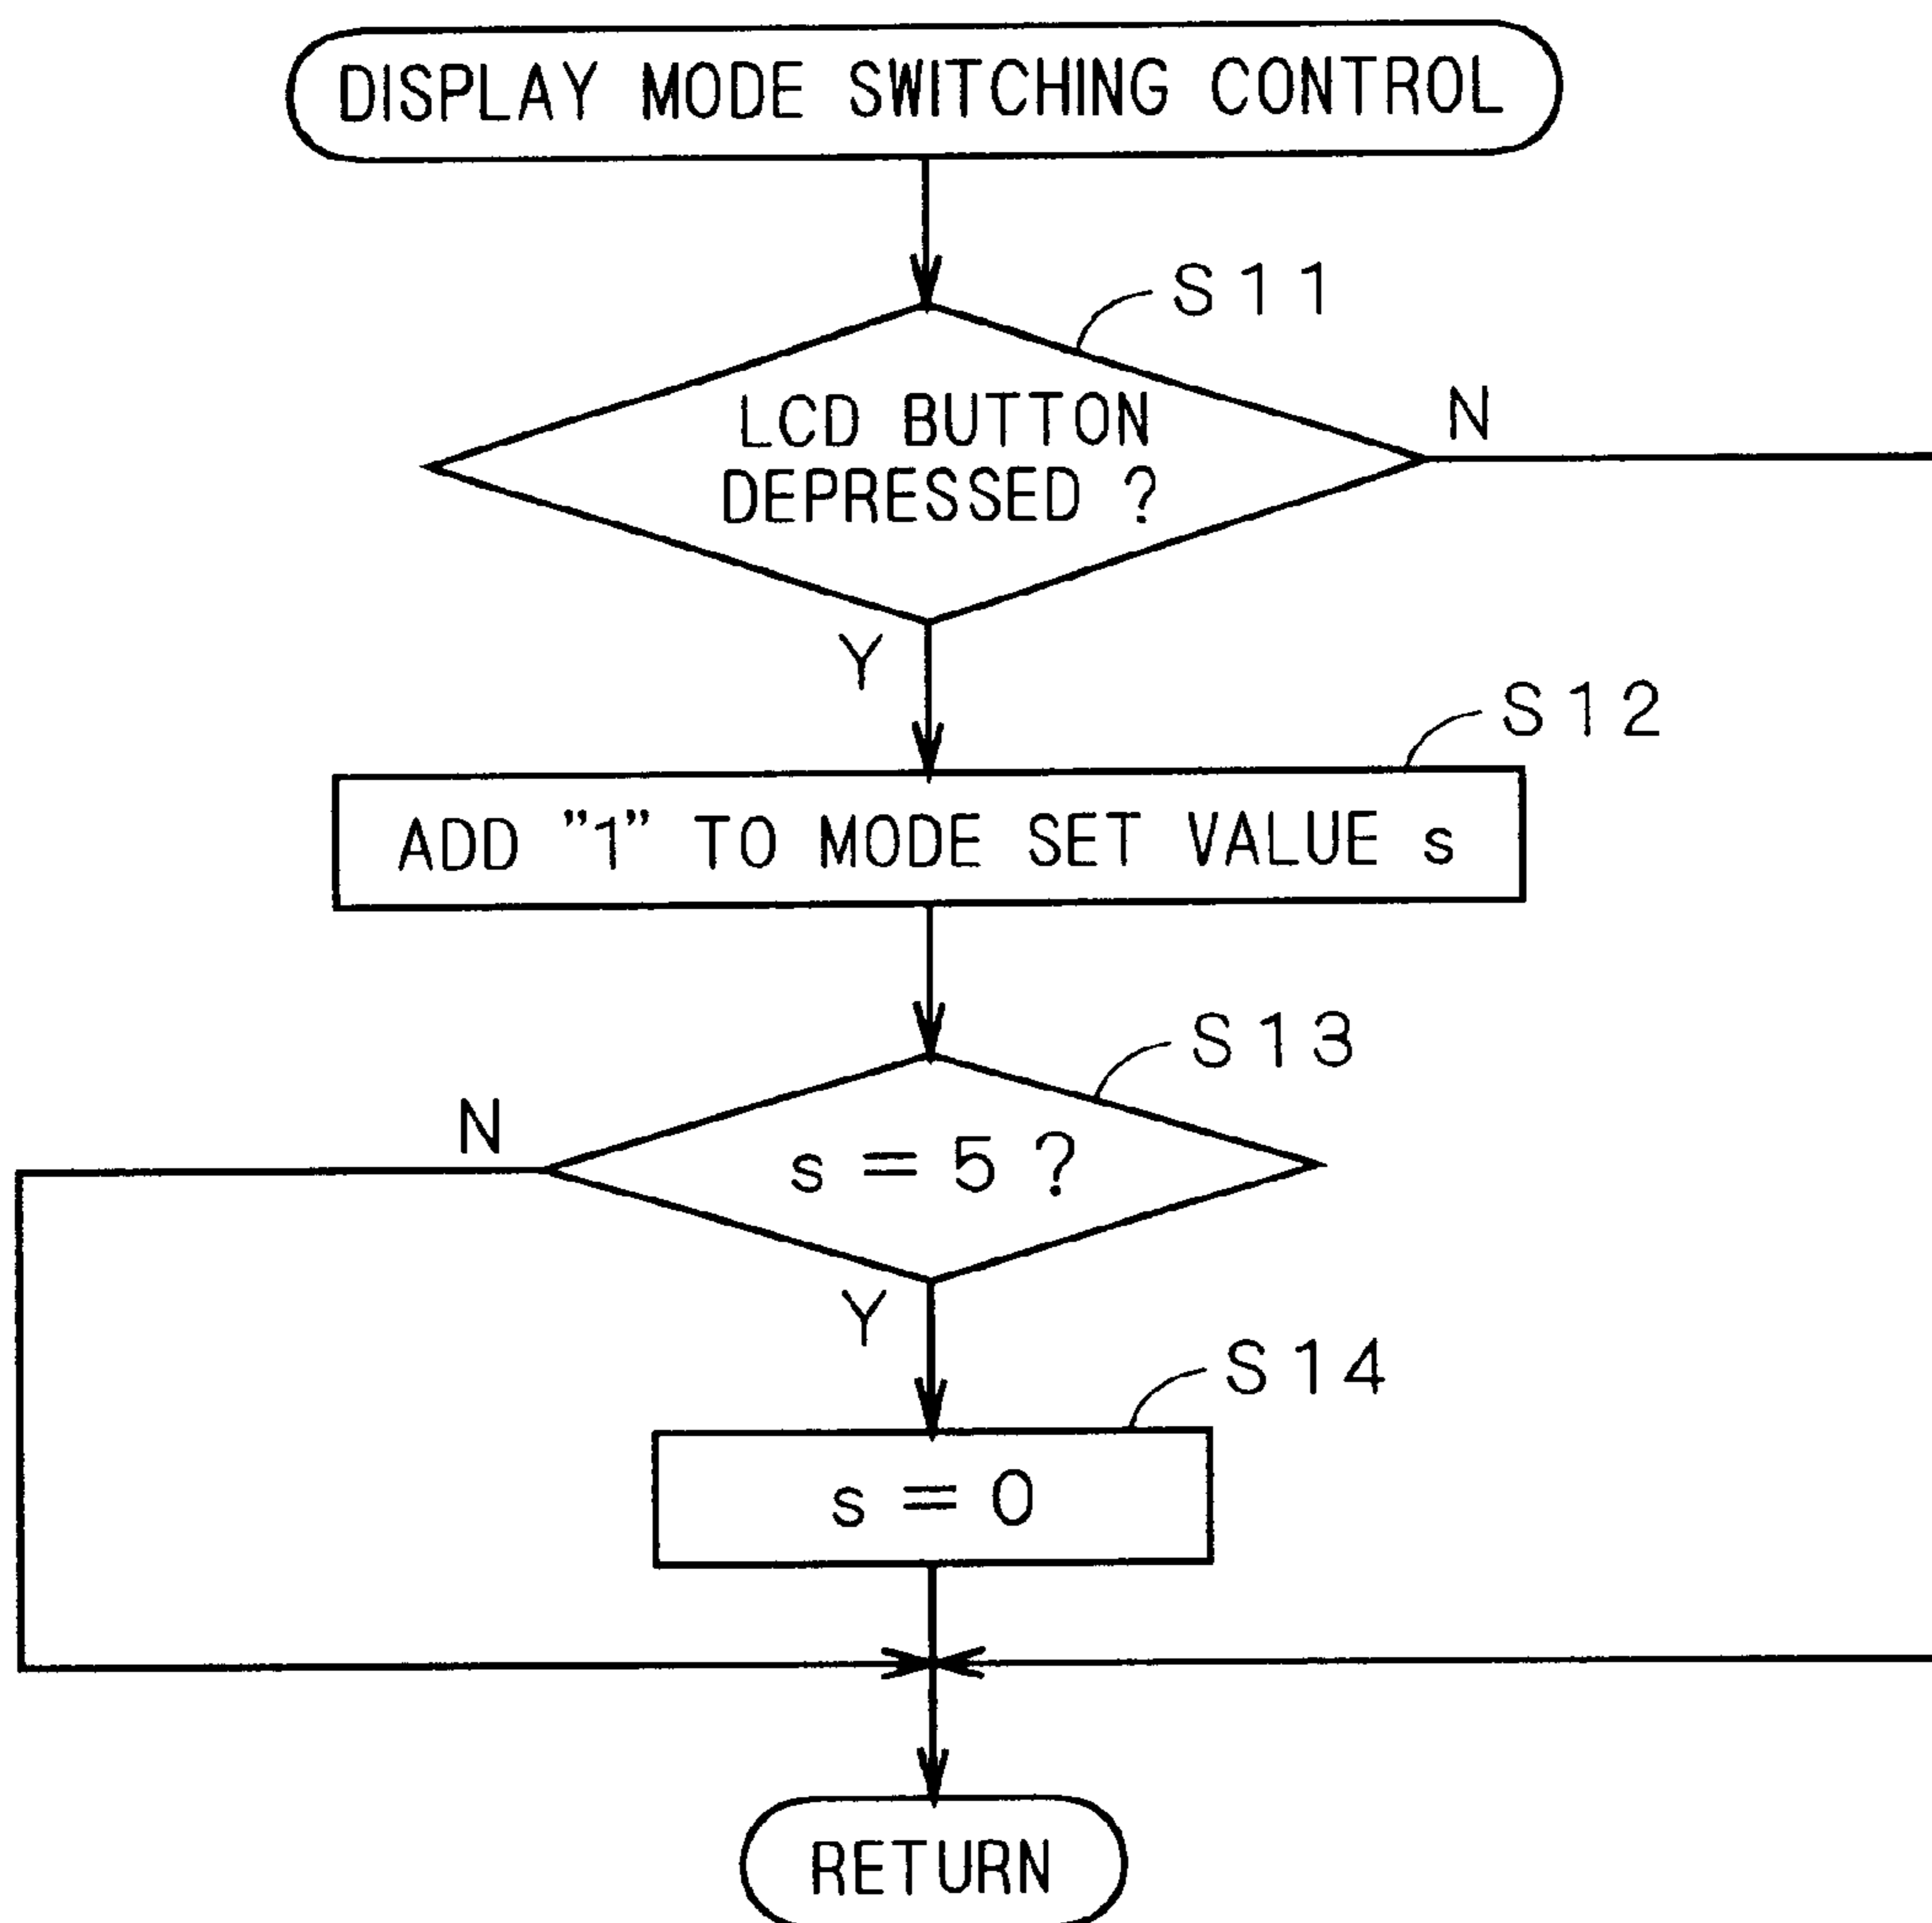 DISPLAY MODE SWITCHING CONTROL
S11
LCD BUTTON
DEPRESSED ?
N
Y
S12
ADD "1" TO MODE SET VALUE s
S13
N
s = 5 ?
Y
S14
s = 0
RETURN